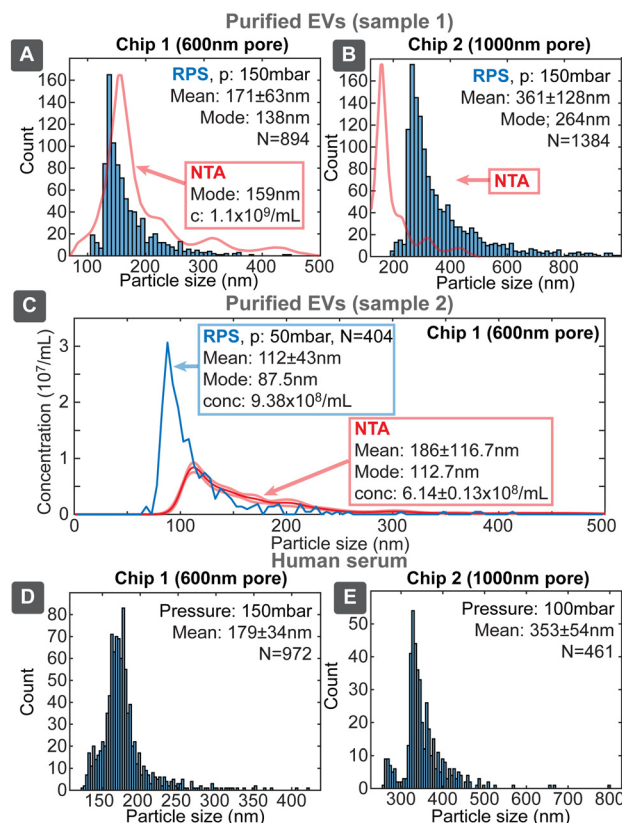 Purified EVs (sample 1)
A
Chip 1 (600nm pore)
RPS, p: 150mbar
Mean: 171±63nm
Mode: 138nm
N=894
NTA
Mode: 159nm
c: 1.1x10⁹/mL
Count
160
140
120
100
80
60
40
20
0
100 200 300 400 500
Particle size (nm)
B
Chip 2 (1000nm pore)
RPS, p: 150mbar
Mean: 361±128nm
Mode; 264nm
N=1384
NTA
Count
160
140
120
100
80
60
40
20
0
200 400 600 800
Particle size (nm)
Purified EVs (sample 2)
C
Chip 1 (600nm pore)
RPS, p: 50mbar, N=404
Mean: 112±43nm
Mode: 87.5nm
conc: 9.38x10⁸/mL
NTA
Mean: 186±116.7nm
Mode: 112.7nm
conc: 6.14±0.13x10⁸/mL
Concentration (10⁷/mL)
3
2
1
0
0 100 200 300 400 500
Particle size (nm)
Human serum
D
Chip 1 (600nm pore)
Pressure: 150mbar
Mean: 179±34nm
N=972
Count
80
70
60
50
40
30
20
10
0
150 200 250 300 350 400
Particle size (nm)
E
Chip 2 (1000nm pore)
Pressure: 100mbar
Mean: 353±54nm
N=461
Count
50
40
30
20
10
0
300 400 500 600 700 800
Particle size (nm)